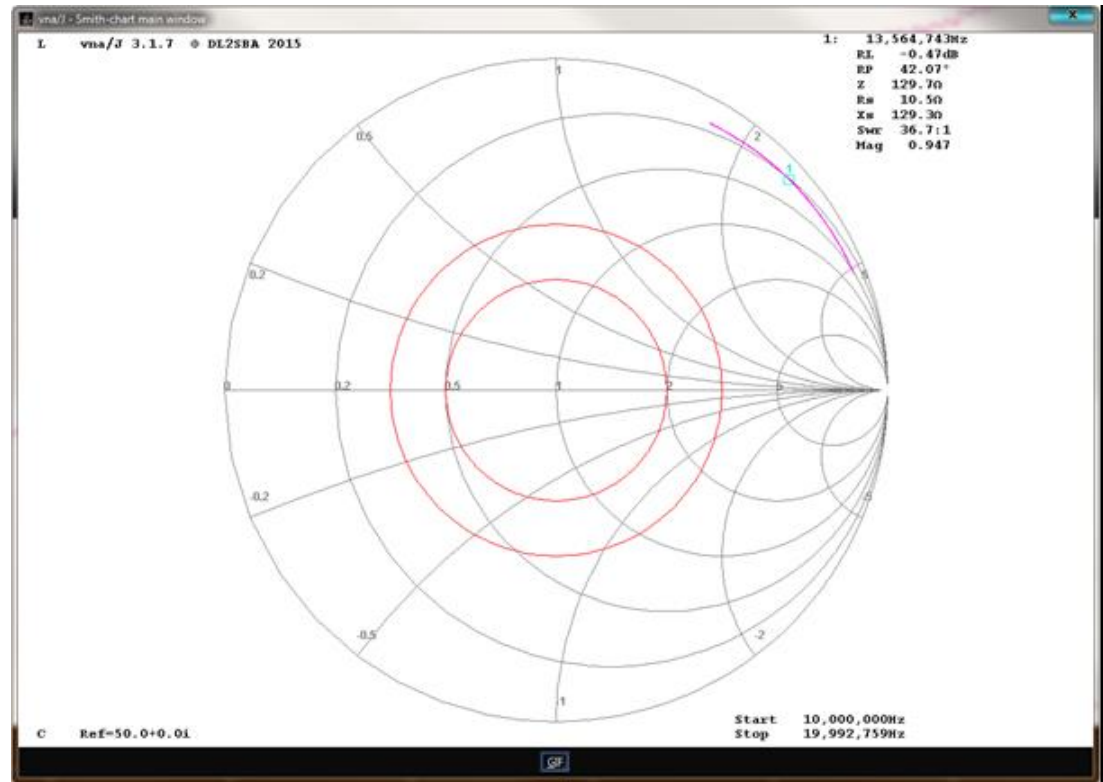 vna/J - Smith-chart main window
L vna/J 3.1.7 @ DL2SBA 2015
1: 13,564,743Hz
RL -0.47dB
RP 42.07°
Z 129.7Ω
Rs 10.5Ω
Xs 129.3Ω
Swr 36.7:1
Mag 0.947
1
0.5
2
1
0.2
5
0 0.2 0.5 1 2 5
-0.2
-5
-0.5
-2
-1
Start 10,000,000Hz
Stop 19,992,759Hz
C Ref=50.0+0.0i
GIF